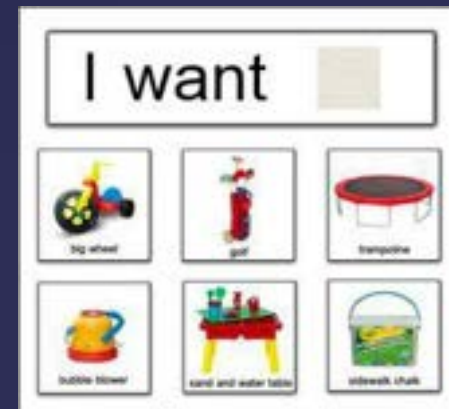 I want
big wheel
golf
trampoline
bubble blower
sand and water table
sidewalk chalk